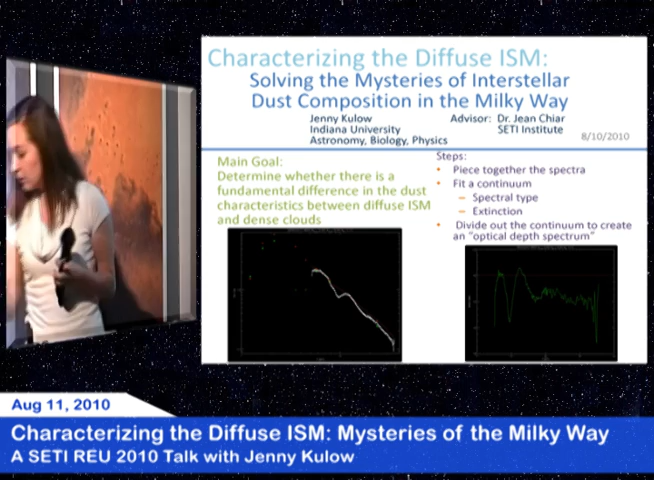 Characterizing the Diffuse ISM:
Solving the Mysteries of Interstellar
Dust Composition in the Milky Way
Jenny Kulow
Indiana University
Astronomy, Biology, Physics
Advisor: Dr. Jean Chiar
SETI Institute
8/10/2010
Main Goal:
Determine whether there is a
fundamental difference in the dust
characteristics between diffuse ISM
and dense clouds
Steps:
• Piece together the spectra
• Fit a continuum
– Spectral type
– Extinction
• Divide out the continuum to create
an "optical depth spectrum"
Aug 11, 2010
Characterizing the Diffuse ISM: Mysteries of the Milky Way
A SETI REU 2010 Talk with Jenny Kulow